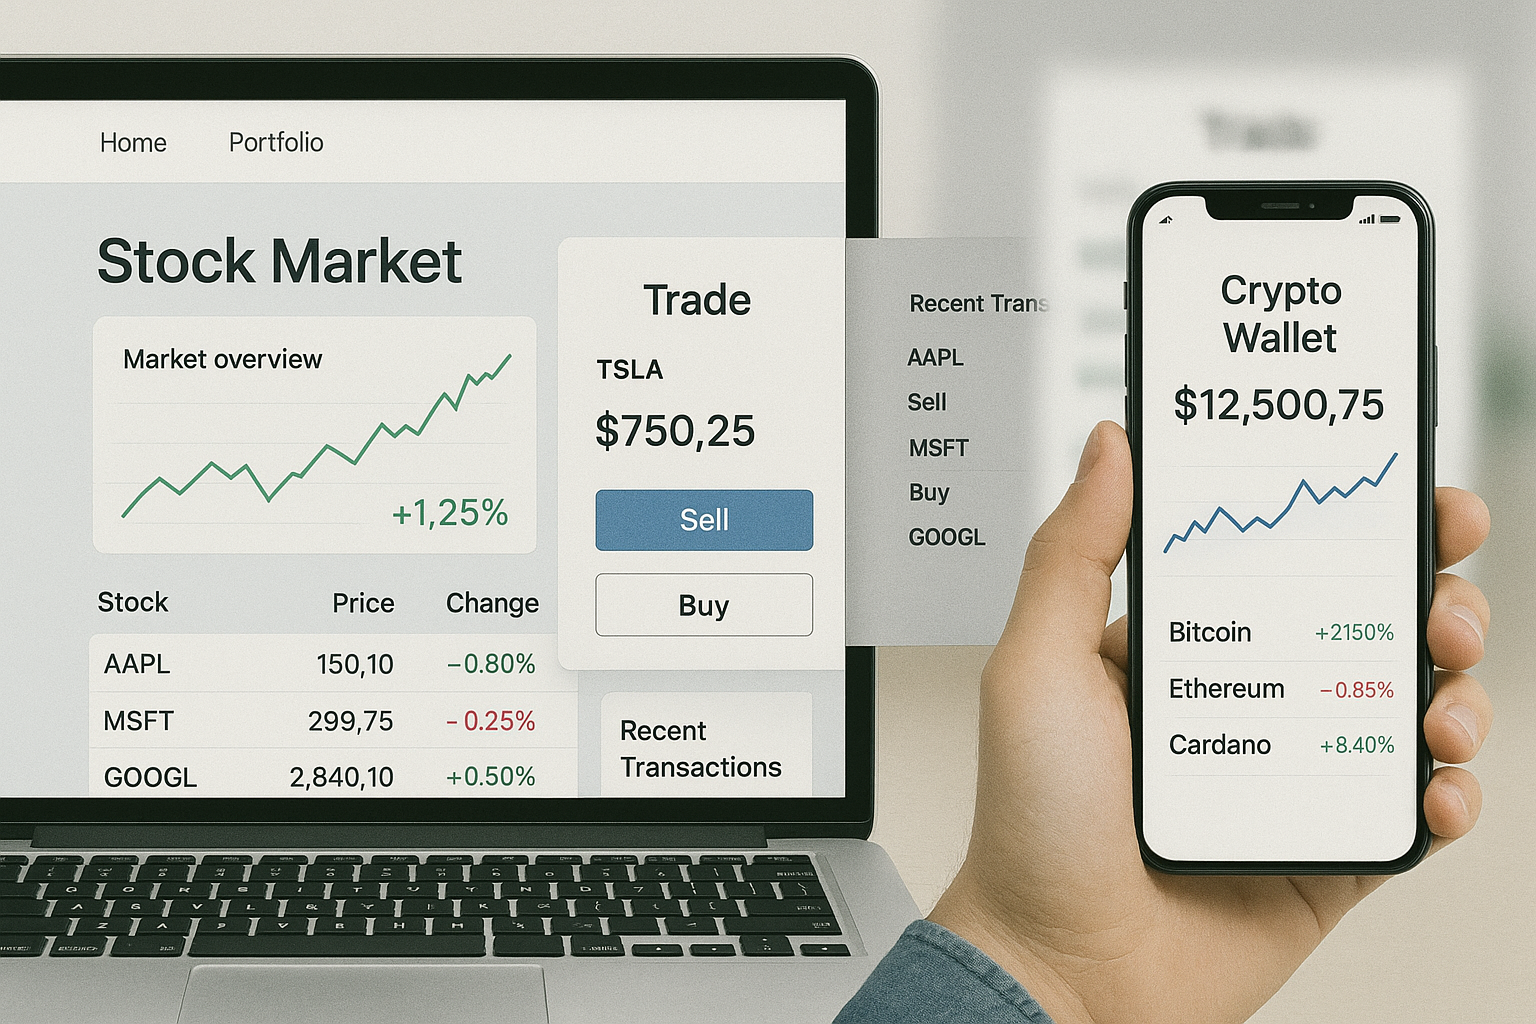 Home Portfolio
Stock Market
Market overview
+1,25%
Stock Price Change
AAPL 150,10 −0.80%
MSFT 299,75 - 0.25%
GOOGL 2,840,10 +0.50%
Trade
TSLA
$750,25
Sell
Buy
Recent
Transactions
Recent Trans
AAPL
Sell
MSFT
Buy
GOOGL
Trade
Crypto
Wallet
$12,500,75
Bitcoin +2150%
Ethereum −0.85%
Cardano +8.40%